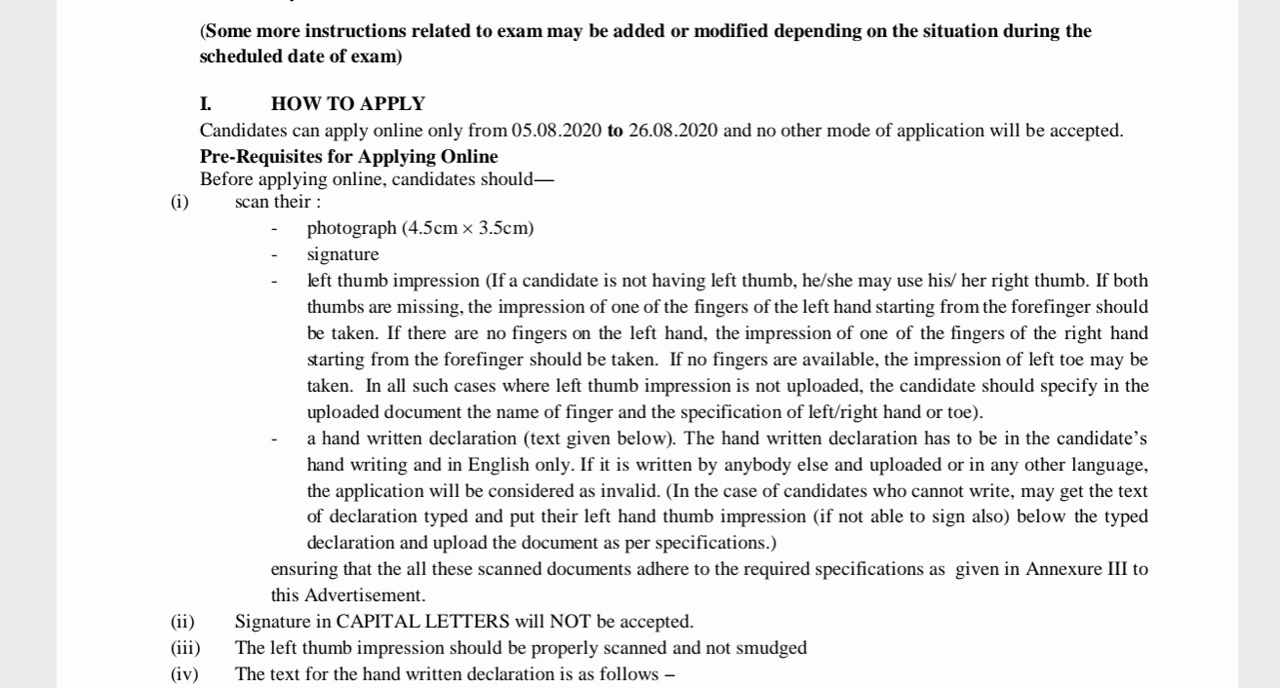 (Some more instructions related to exam may be added or modified depending on the situation during the
scheduled date of exam)
I. HOW TO APPLY
Candidates can apply online only from 05.08.2020 to 26.08.2020 and no other mode of application will be accepted.
Pre-Requisites for Applying Online
Before applying online, candidates should—
(i) scan their :
- photograph (4.5cm × 3.5cm)
- signature
- left thumb impression (If a candidate is not having left thumb, he/she may use his/ her right thumb. If both
thumbs are missing, the impression of one of the fingers of the left hand starting from the forefinger should
be taken. If there are no fingers on the left hand, the impression of one of the fingers of the right hand
starting from the forefinger should be taken. If no fingers are available, the impression of left toe may be
taken. In all such cases where left thumb impression is not uploaded, the candidate should specify in the
uploaded document the name of finger and the specification of left/right hand or toe).
- a hand written declaration (text given below). The hand written declaration has to be in the candidate's
hand writing and in English only. If it is written by anybody else and uploaded or in any other language,
the application will be considered as invalid. (In the case of candidates who cannot write, may get the text
of declaration typed and put their left hand thumb impression (if not able to sign also) below the typed
declaration and upload the document as per specifications.)
ensuring that the all these scanned documents adhere to the required specifications as given in Annexure III to
this Advertisement.
(ii) Signature in CAPITAL LETTERS will NOT be accepted.
(iii) The left thumb impression should be properly scanned and not smudged
(iv) The text for the hand written declaration is as follows –